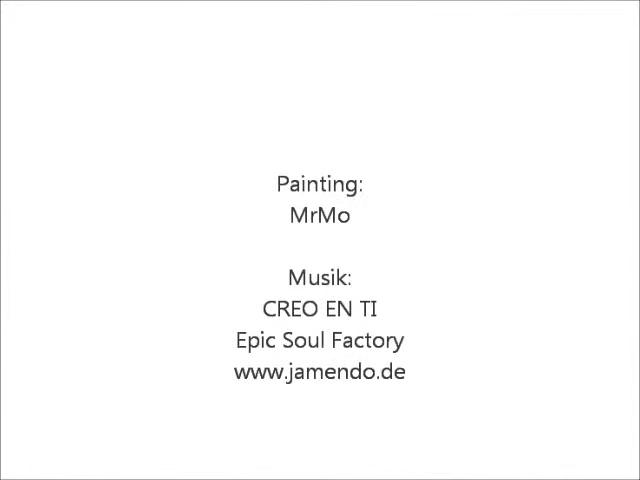 Painting:
MrMo
Musik:
CREO EN TI
Epic Soul Factory
www.jamendo.de